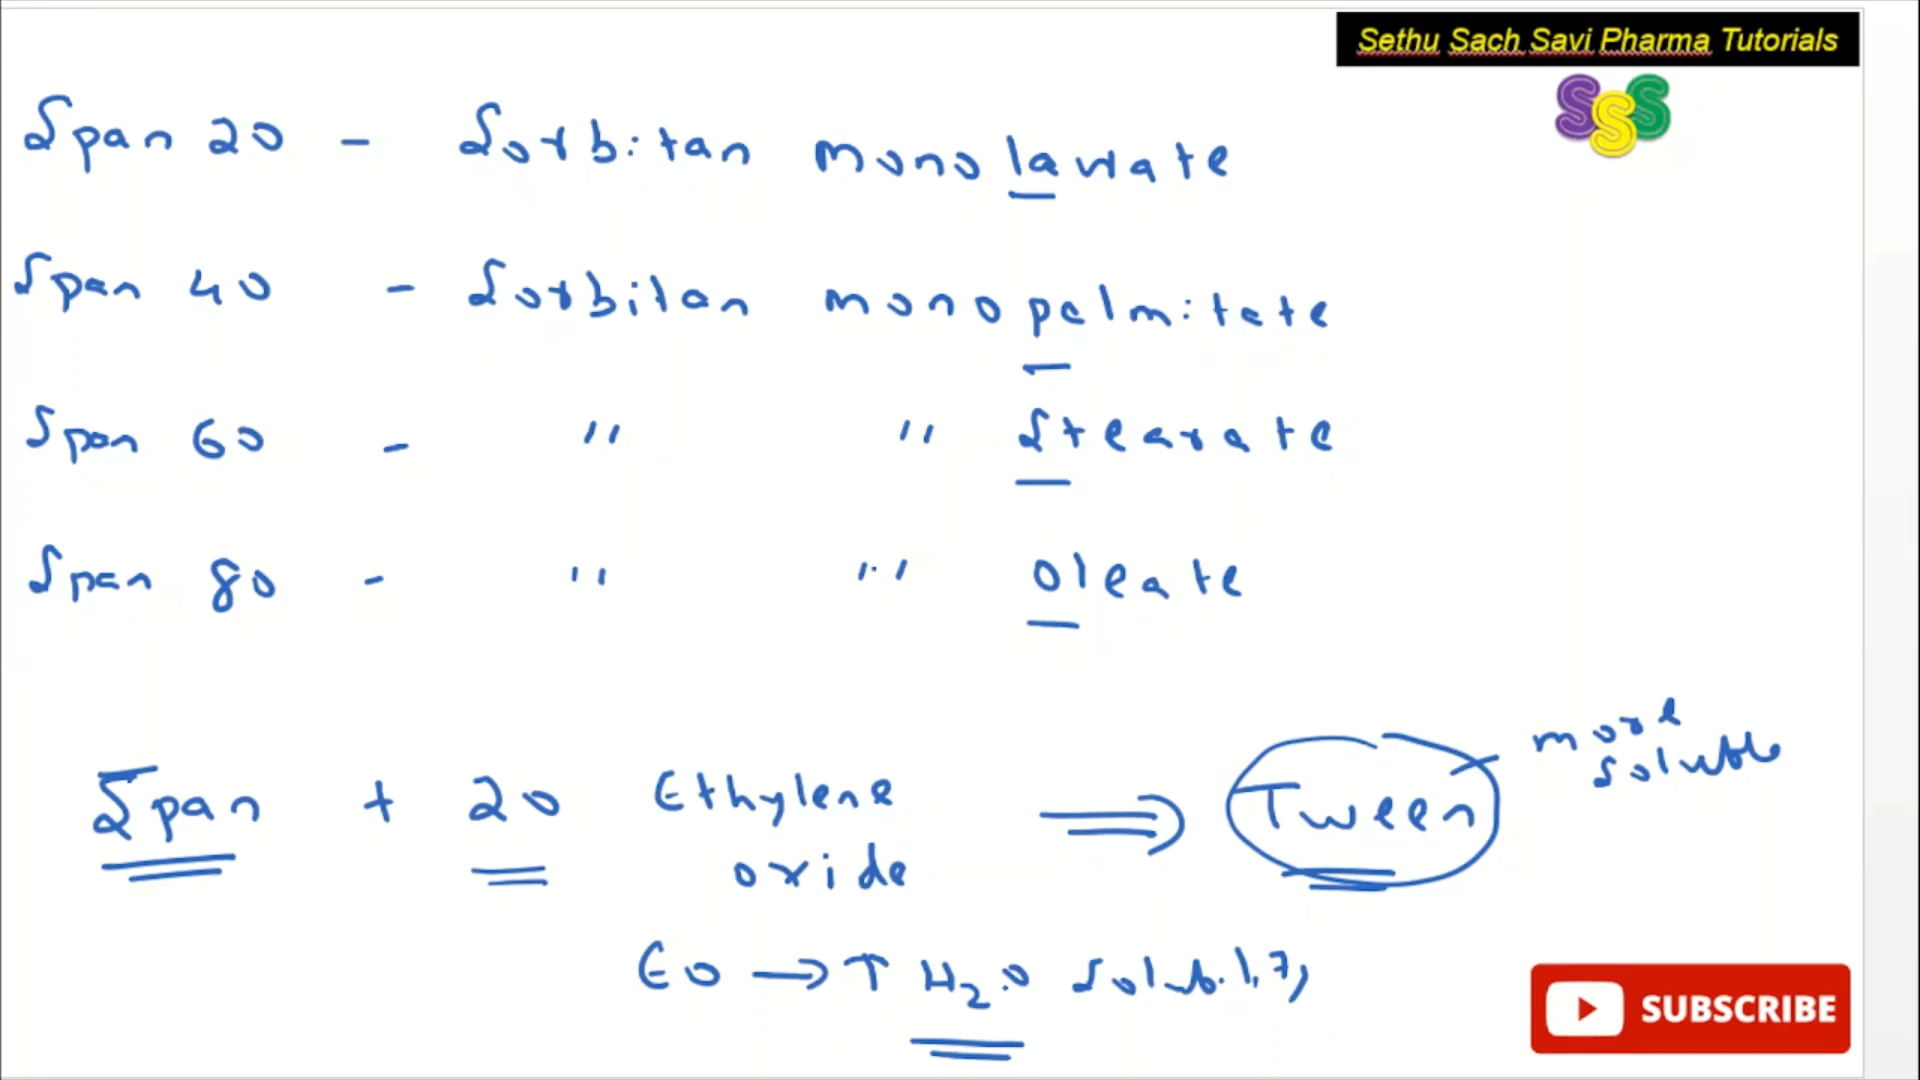 Sethu Sach Savi Pharma Tutorials
SSS
Span 20 - Sorbitan monolaurate
Span 40 - Sorbitan monopalmitate
Span 60 - " " Stearate
Span 80 - " " Oleate
more
soluble
Span + 20 Ethylene ⇒ Tween
oxide
EO → ↑ H₂O solubility
SUBSCRIBE